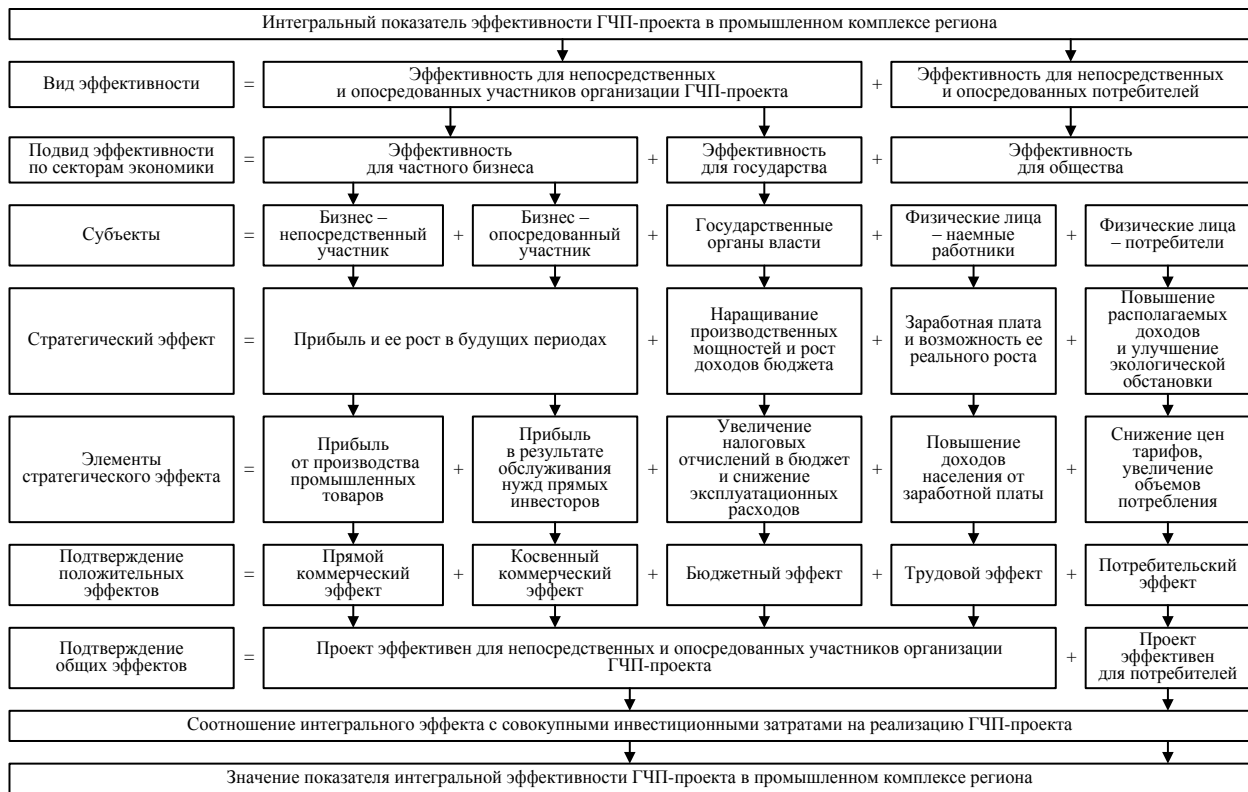 Интегральный показатель эффективности ГЧП-проекта в промышленном комплексе региона
Вид эффективности
=
Эффективность для непосредственных
и опосредованных участников организации ГЧП-проекта
+
Эффективность для непосредственных
и опосредованных потребителей
Подвид эффективности
по секторам экономики
=
Эффективность
для частного бизнеса
+
Эффективность
для государства
+
Эффективность
для общества
Субъекты
=
Бизнес –
непосредственный
участник
+
Бизнес –
опосредованный
участник
+
Государственные
органы власти
+
Физические лица
– наемные
работники
+
Физические лица
– потребители
Стратегический эффект
=
Прибыль и ее рост в будущих периодах
+
Наращивание
производственных
мощностей и рост
доходов бюджета
+
Заработная плата
и возможность ее
реального роста
+
Повышение
располагаемых
доходов
и улучшение
экологической
обстановки
Элементы
стратегического эффекта
=
Прибыль
от производства
промышленных
товаров
+
Прибыль
в результате
обслуживания
нужд прямых
инвесторов
+
Увеличение
налоговых
отчислений в бюджет
и снижение
эксплуатационных
расходов
+
Повышение
доходов
населения от
заработной платы
+
Снижение цен
тарифов,
увеличение
объемов
потребления
Подтверждение
положительных
эффектов
=
Прямой
коммерческий
эффект
+
Косвенный
коммерческий
эффект
+
Бюджетный эффект
+
Трудовой эффект
+
Потребительский
эффект
Подтверждение
общих эффектов
=
Проект эффективен для непосредственных и опосредованных участников организации
ГЧП-проекта
+
Проект
эффективен
для потребителей
Соотношение интегрального эффекта с совокупными инвестиционными затратами на реализацию ГЧП-проекта
Значение показателя интегральной эффективности ГЧП-проекта в промышленном комплексе региона